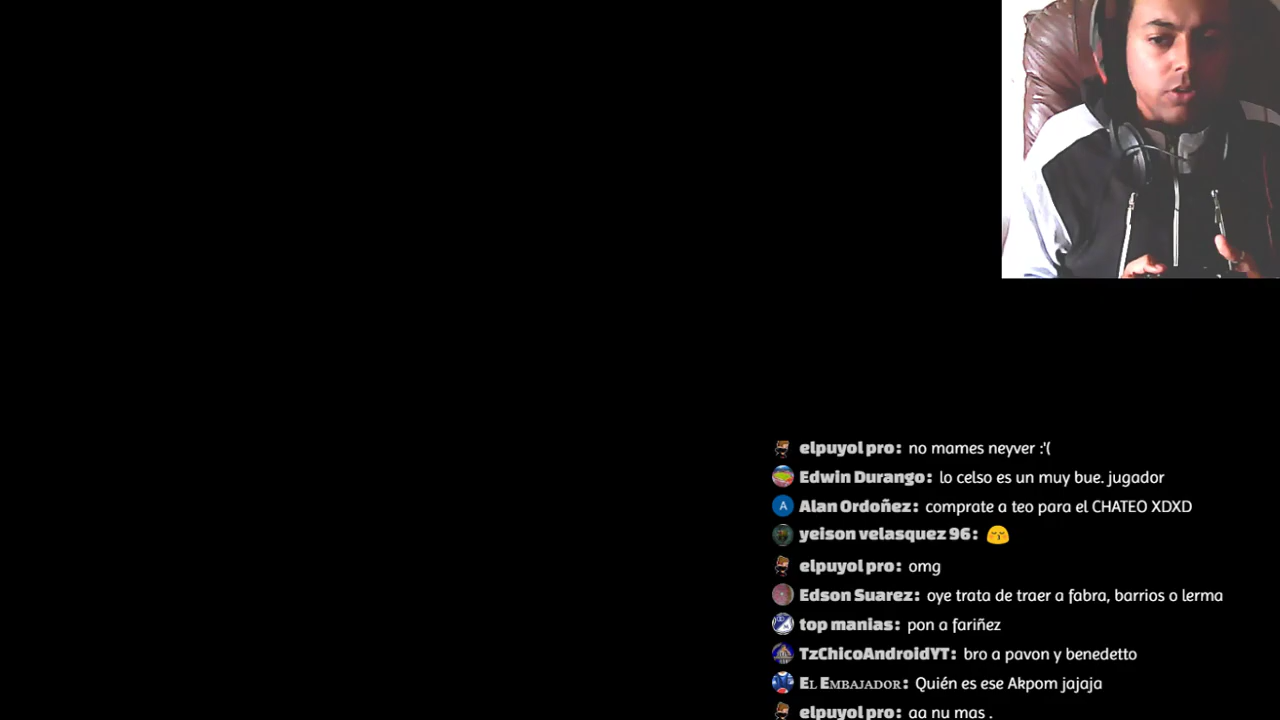 elpuyol pro: no mames neyver :'(
Edwin Durango: lo celso es un muy bue. jugador
A Alan Ordoñez: comprate a teo para el CHATEO XDXD
yeison velasquez 96:
elpuyol pro: omg
Edson Suarez: oye trata de traer a fabra, barrios o lerma
top manias: pon a fariñez
TzChicoAndroidYT: bro a pavon y benedetto
El Embajador: Quién es ese Akpom jajaja
elpuyol pro: aa nu mas .